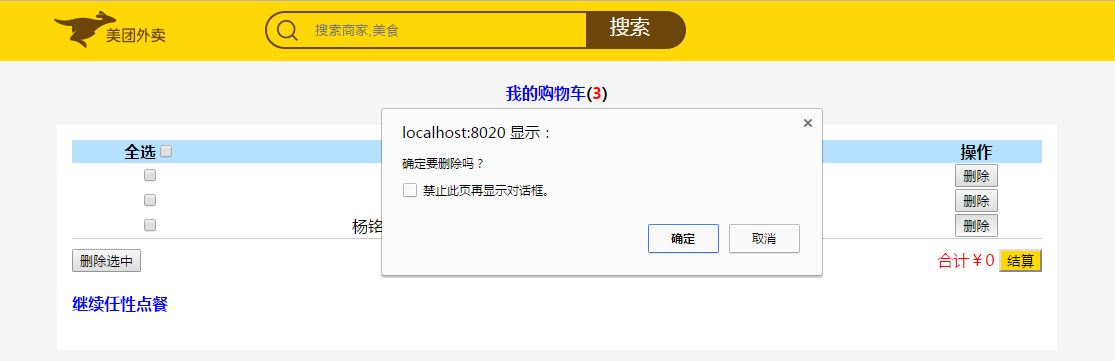 美团外卖 搜索商家,美食 搜索
我的购物车(3)
localhost:8020 显示：
全选 操作
确定要删除吗？
删除
禁止此页再显示对话框。
删除
杨铭
删除
确定 取消
删除选中 合计￥0 结算
继续任性点餐